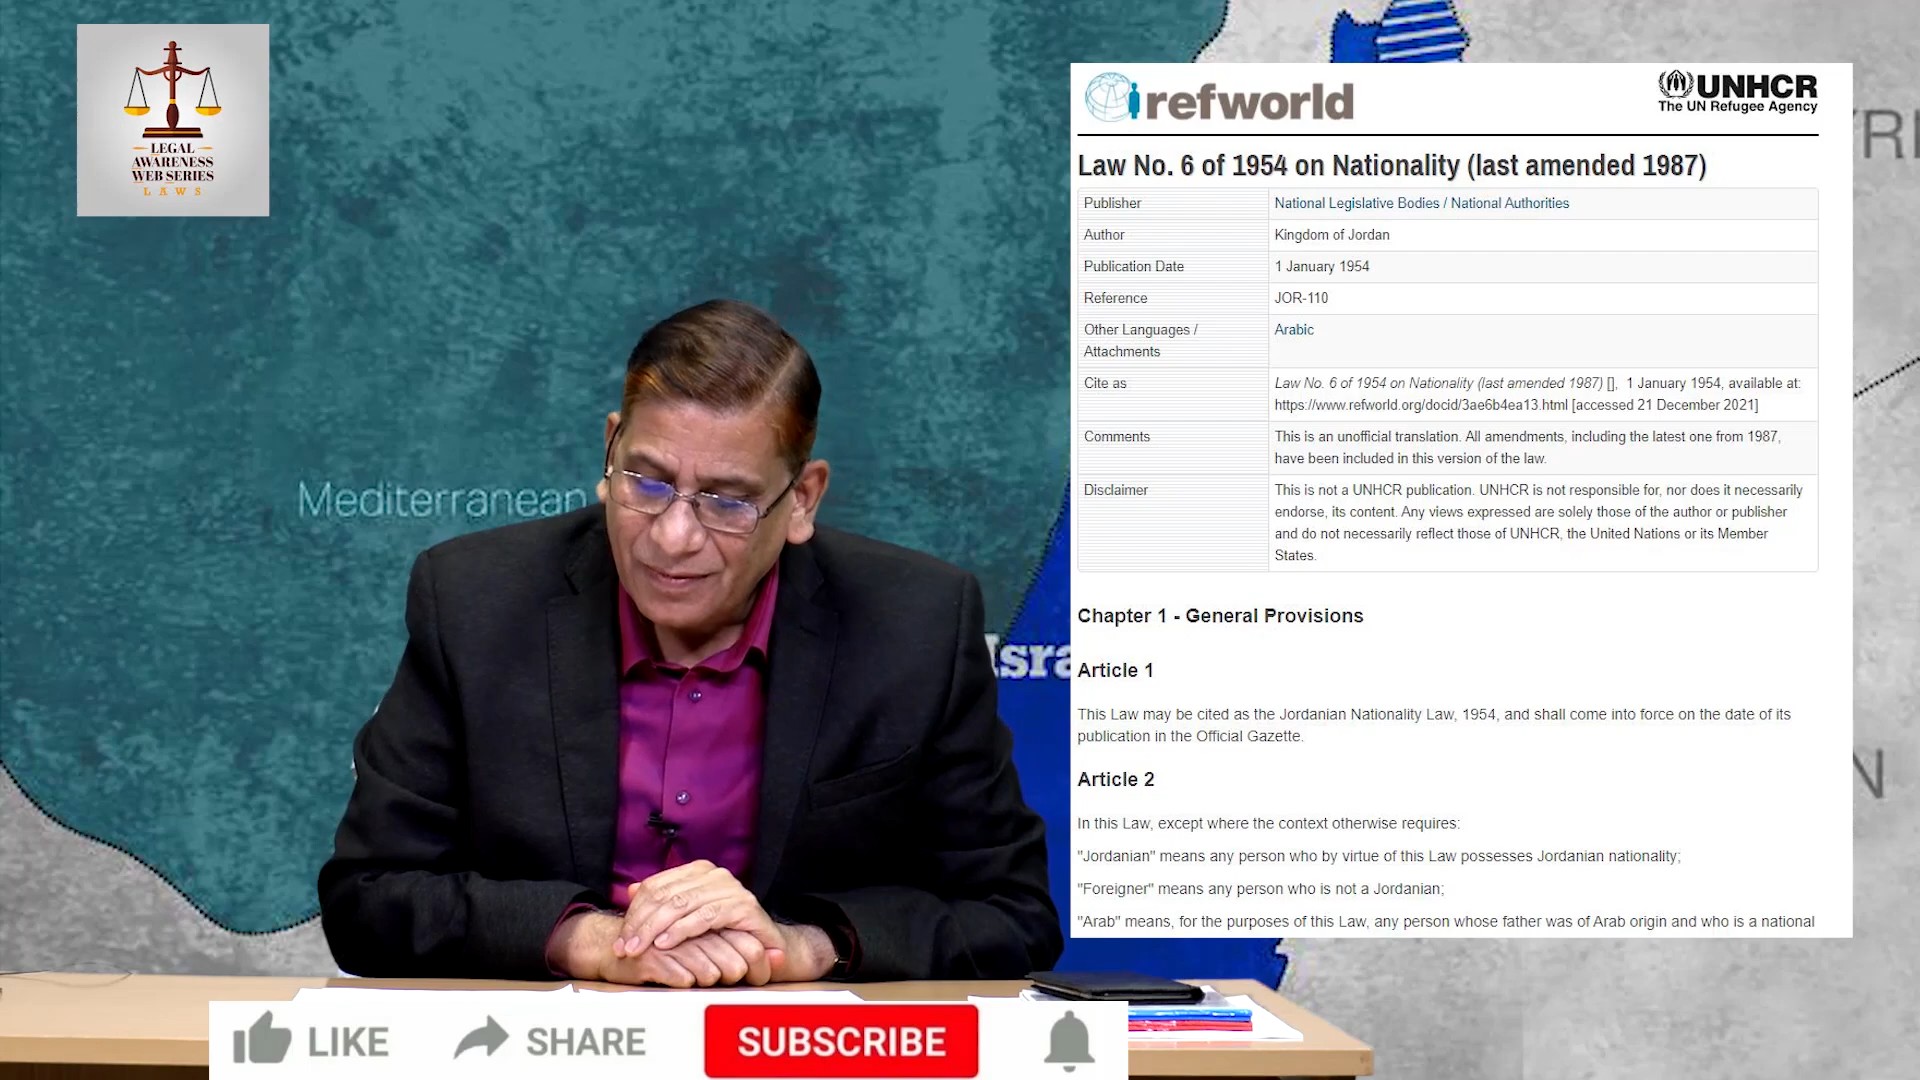 LEGAL
AWARENESS
WEB SERIES
LAWS
Mediterranean
Isra
refworld
UNHCR
The UN Refugee Agency
Law No. 6 of 1954 on Nationality (last amended 1987)
Publisher National Legislative Bodies / National Authorities
Author Kingdom of Jordan
Publication Date 1 January 1954
Reference JOR-110
Other Languages / Arabic
Attachments
Cite as Law No. 6 of 1954 on Nationality (last amended 1987) [], 1 January 1954, available at:
https://www.refworld.org/docid/3ae6b4ea13.html [accessed 21 December 2021]
Comments This is an unofficial translation. All amendments, including the latest one from 1987,
have been included in this version of the law.
Disclaimer This is not a UNHCR publication. UNHCR is not responsible for, nor does it necessarily
endorse, its content. Any views expressed are solely those of the author or publisher
and do not necessarily reflect those of UNHCR, the United Nations or its Member
States.
Chapter 1 - General Provisions
Article 1
This Law may be cited as the Jordanian Nationality Law, 1954, and shall come into force on the date of its
publication in the Official Gazette.
Article 2
In this Law, except where the context otherwise requires:
"Jordanian" means any person who by virtue of this Law possesses Jordanian nationality;
"Foreigner" means any person who is not a Jordanian;
"Arab" means, for the purposes of this Law, any person whose father was of Arab origin and who is a national
LIKE
SHARE
SUBSCRIBE